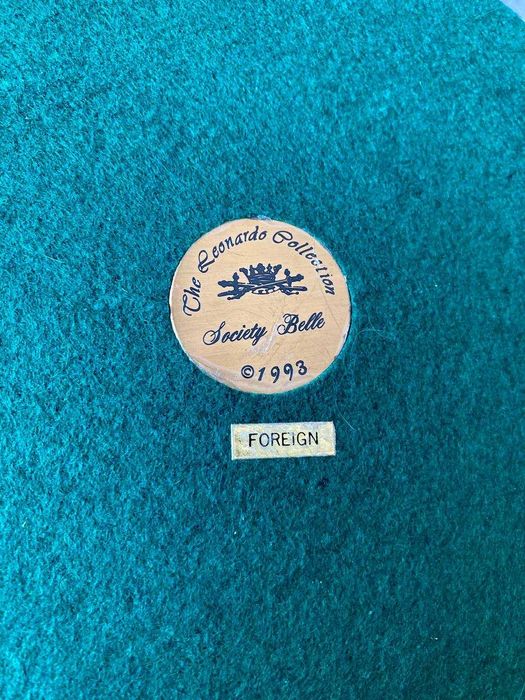 The Leonardo Collection
Society Belle
©1993
FOREIGN